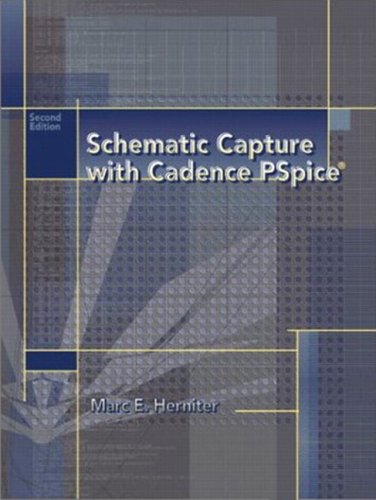 Second
Edition
Schematic Capture
with Cadence PSpice®
Marc E. Herniter